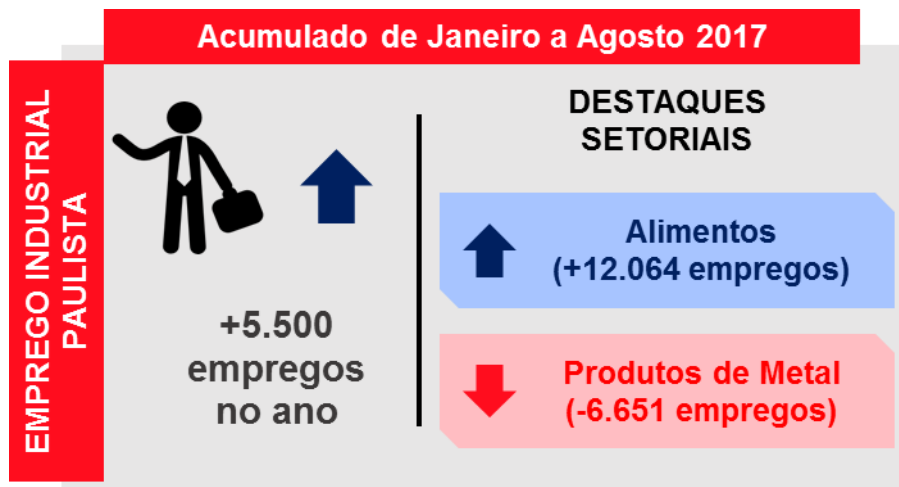 Acumulado de Janeiro a Agosto 2017
EMPREGO INDUSTRIAL
PAULISTA
+5.500
empregos
no ano
DESTAQUES
SETORIAIS
Alimentos
(+12.064 empregos)
Produtos de Metal
(-6.651 empregos)